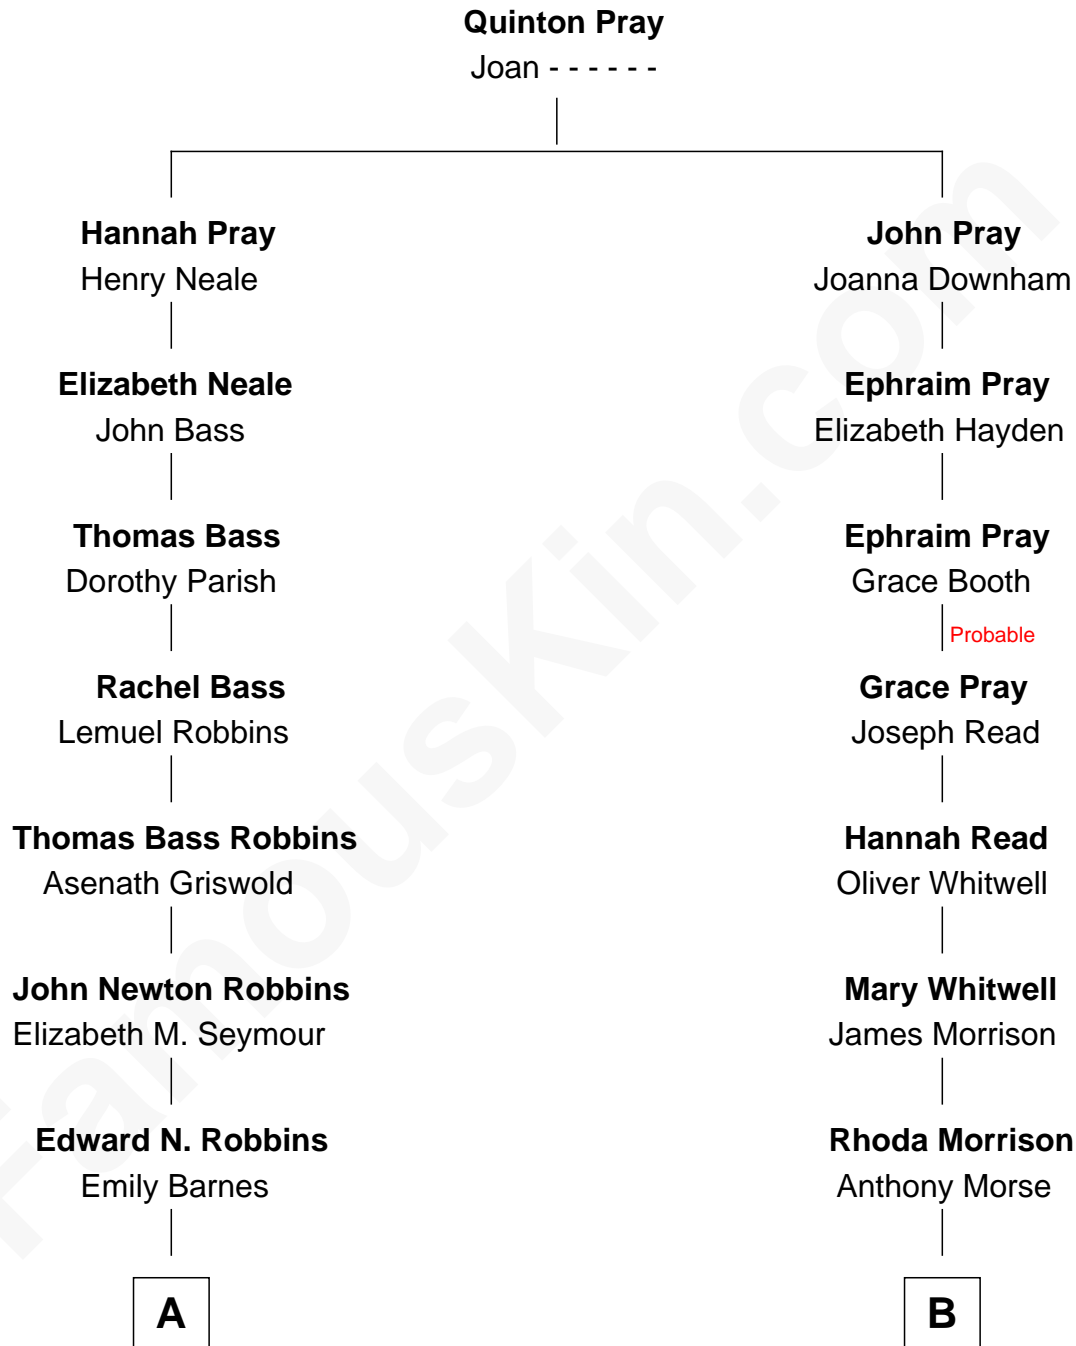 Quinton Pray
Joan - - - - - -
Hannah Pray
Henry Neale
John Pray
Joanna Downham
Elizabeth Neale
John Bass
Ephraim Pray
Elizabeth Hayden
Thomas Bass
Dorothy Parish
Ephraim Pray
Grace Booth
Probable
Rachel Bass
Lemuel Robbins
Grace Pray
Joseph Read
Thomas Bass Robbins
Asenath Griswold
Hannah Read
Oliver Whitwell
John Newton Robbins
Elizabeth M. Seymour
Mary Whitwell
James Morrison
Edward N. Robbins
Emily Barnes
Rhoda Morrison
Anthony Morse
A
B
FamousKin.com